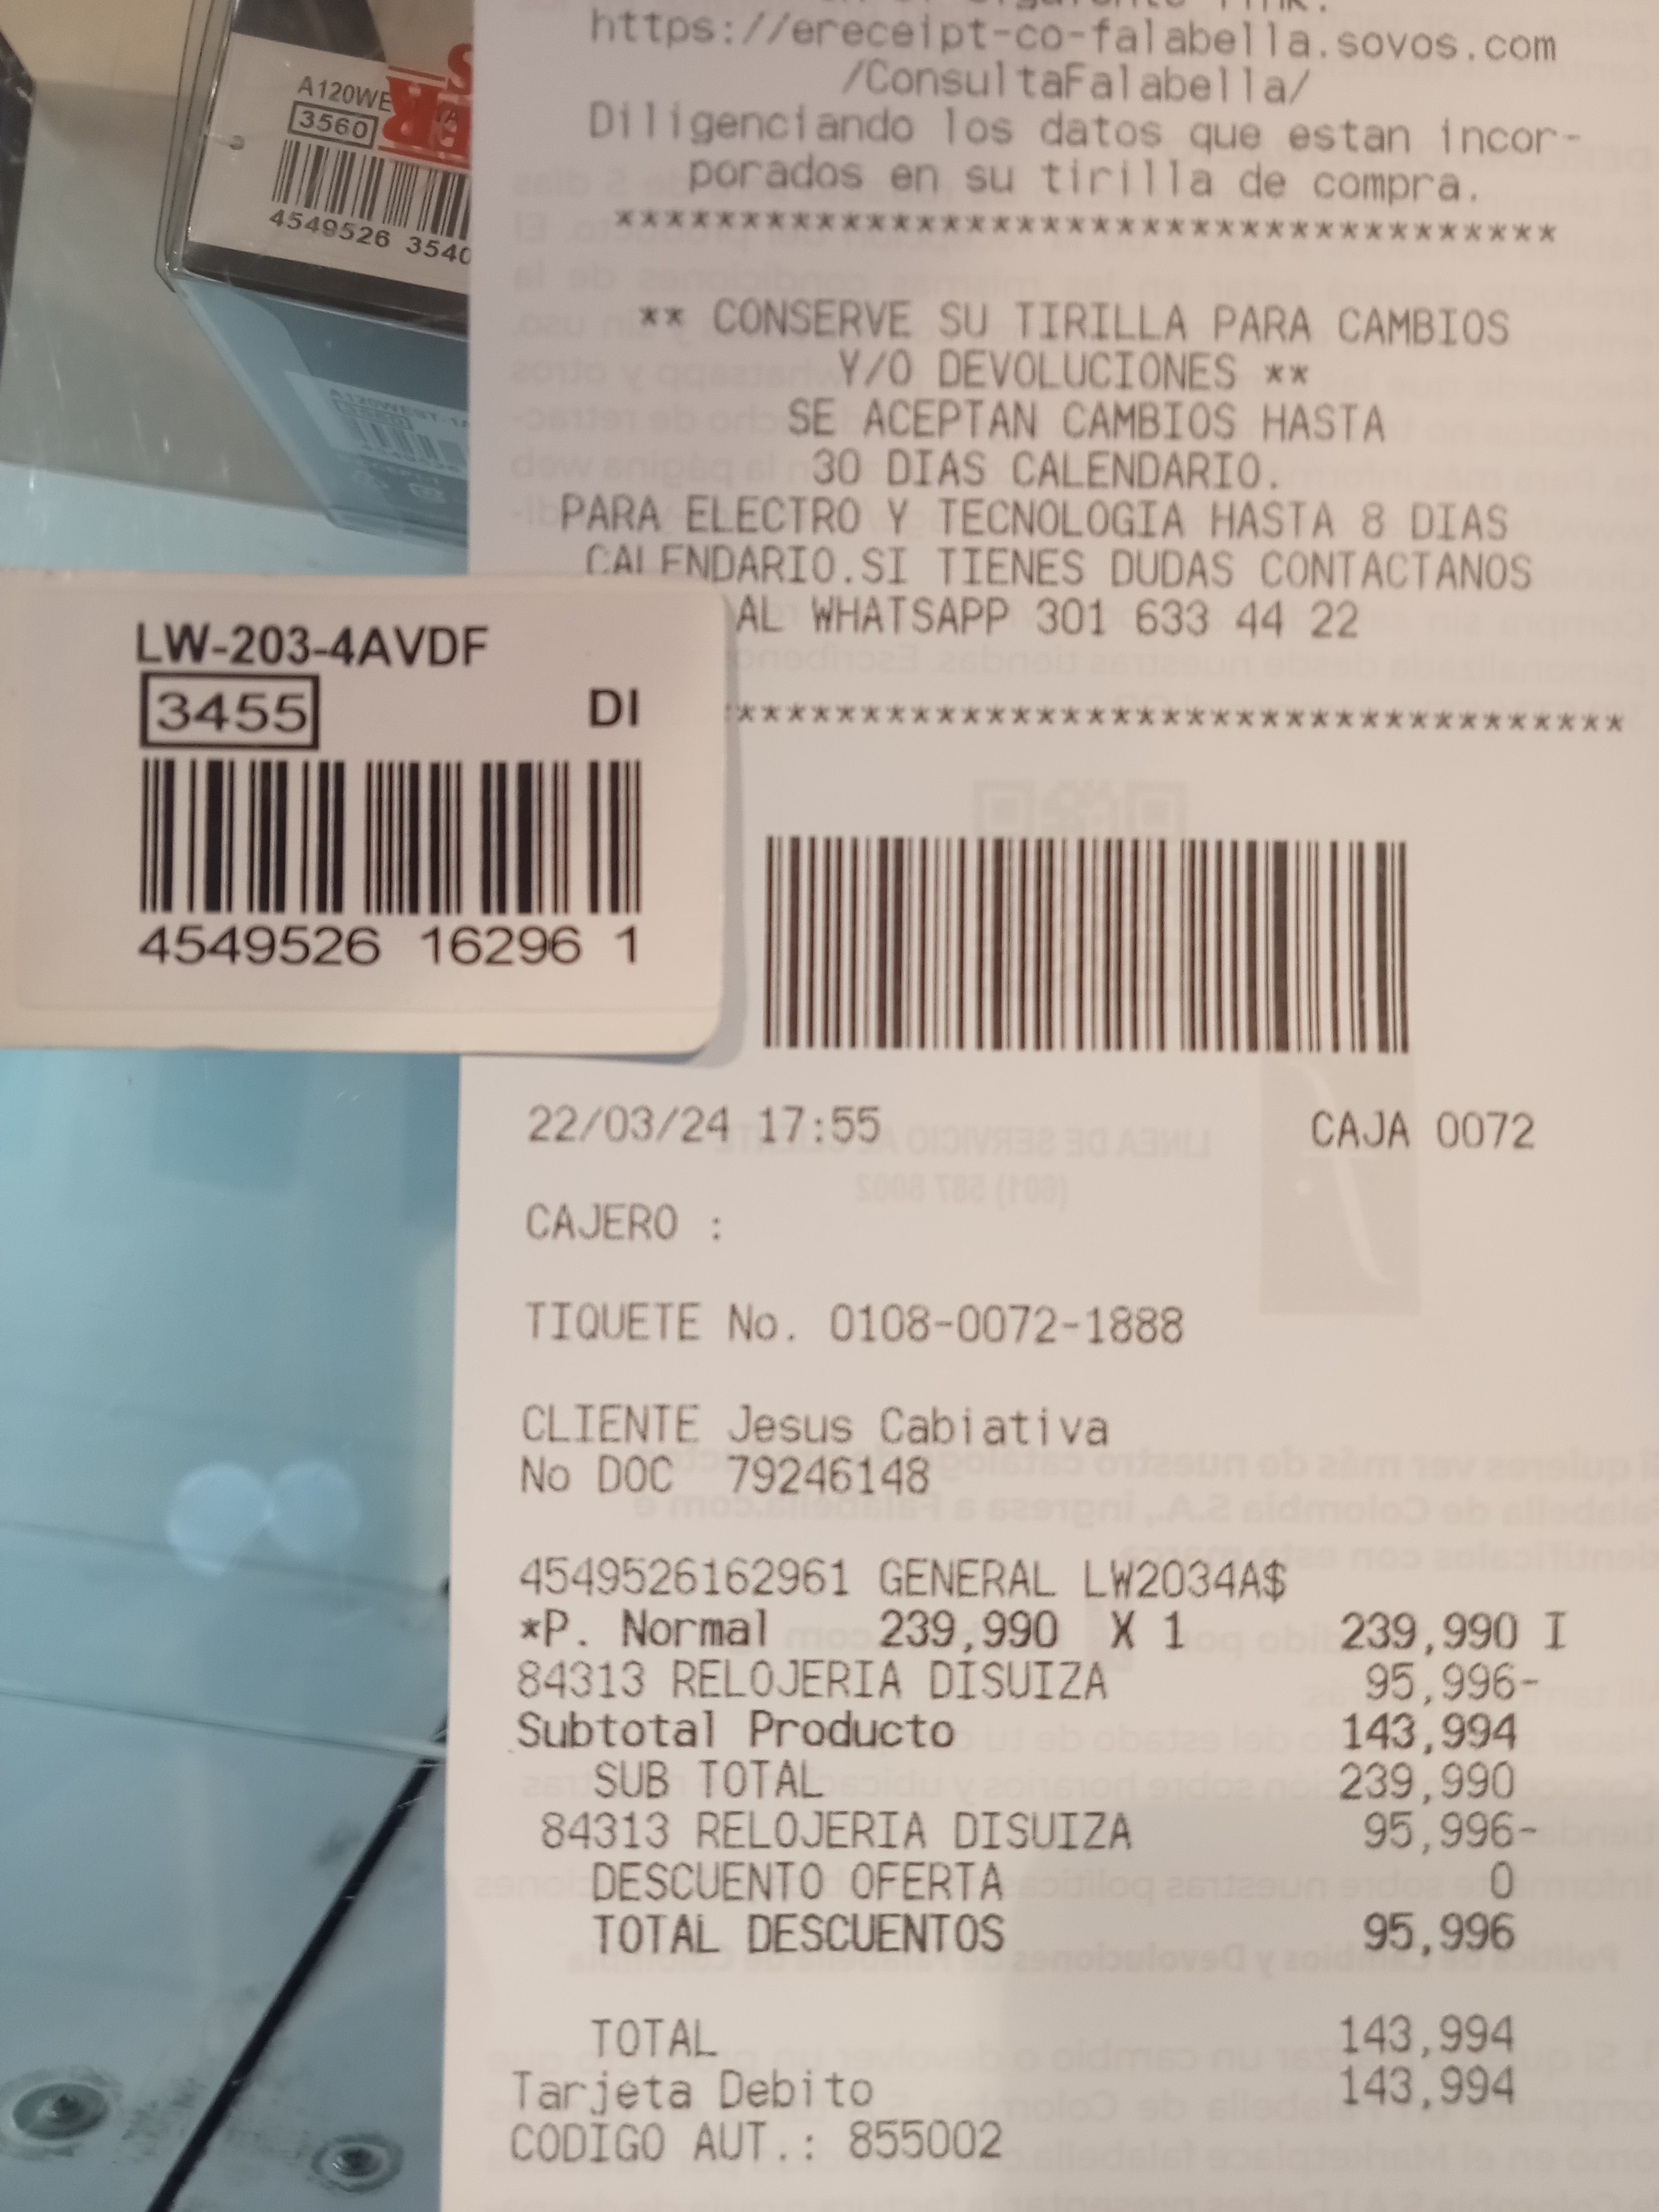 https://ereceipt-co-falabella.sovos.com
/ConsultaFalabella/
Diligenciando los datos que estan incor-
porados en su tirilla de compra.
**************************************
** CONSERVE SU TIRILLA PARA CAMBIOS
Y/O DEVOLUCIONES **
SE ACEPTAN CAMBIOS HASTA
30 DIAS CALENDARIO.
PARA ELECTRO Y TECNOLOGIA HASTA 8 DIAS
CALENDARIO.SI TIENES DUDAS CONTACTANOS
AL WHATSAPP 301 633 44 22
************************************
22/03/24 17:55 CAJA 0072
CAJERO :
TIQUETE No. 0108-0072-1888
CLIENTE Jesus Cabiativa
No DOC 79246148
4549526162961 GENERAL LW2034A$
*P. Normal 239,990 X 1 239,990 I
84313 RELOJERIA DISUIZA 95,996-
Subtotal Producto 143,994
SUB TOTAL 239,990
84313 RELOJERIA DISUIZA 95,996-
DESCUENTO OFERTA 0
TOTAL DESCUENTOS 95,996
TOTAL 143,994
Tarjeta Debito 143,994
CODIGO AUT.: 855002
LW-203-4AVDF
3455 DI
4549526 16296 1
A120WE
3560
4549526 3540